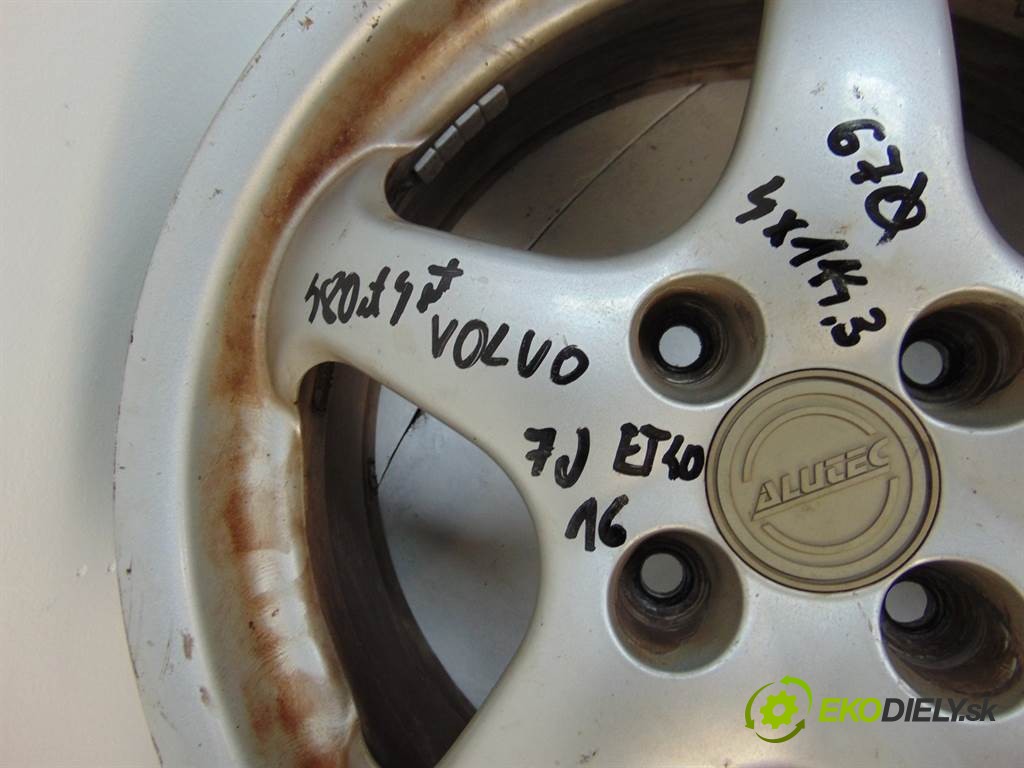 670
4x114,3
VOLVO
7J ET40
16
ALUTEC
EKODIELY.sk